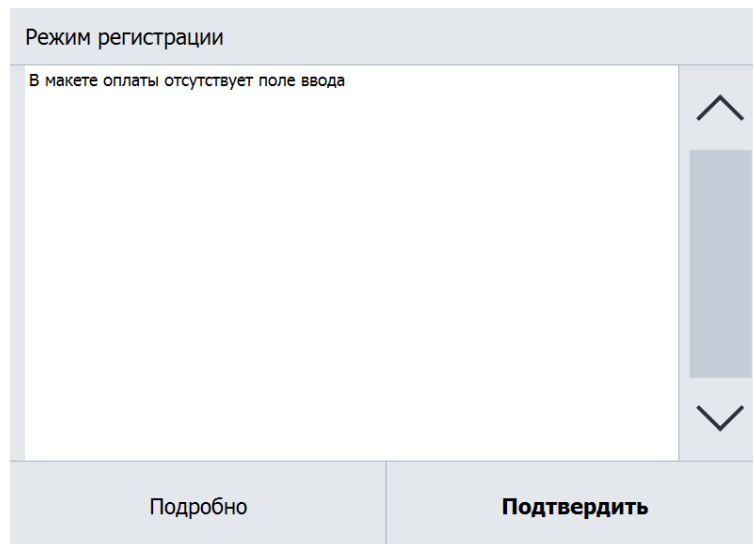 Режим регистрации
В макете оплаты отсутствует поле ввода
Подробно
Подтвердить